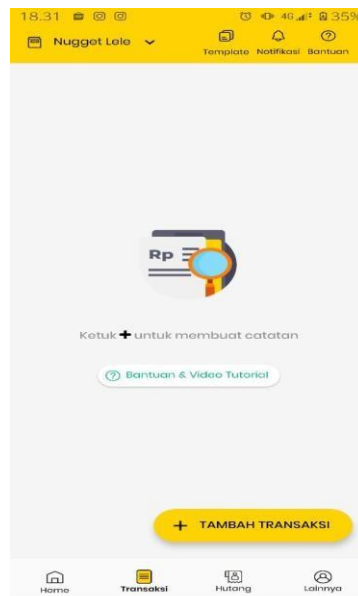 18.31 4G 35%
Nugget Lele
Template Notifikasi Bantuan
Rp
Ketuk + untuk membuat catatan
? Bantuan & Video Tutorial
+ TAMBAH TRANSAKSI
Home Transaksi Hutang Lainnya